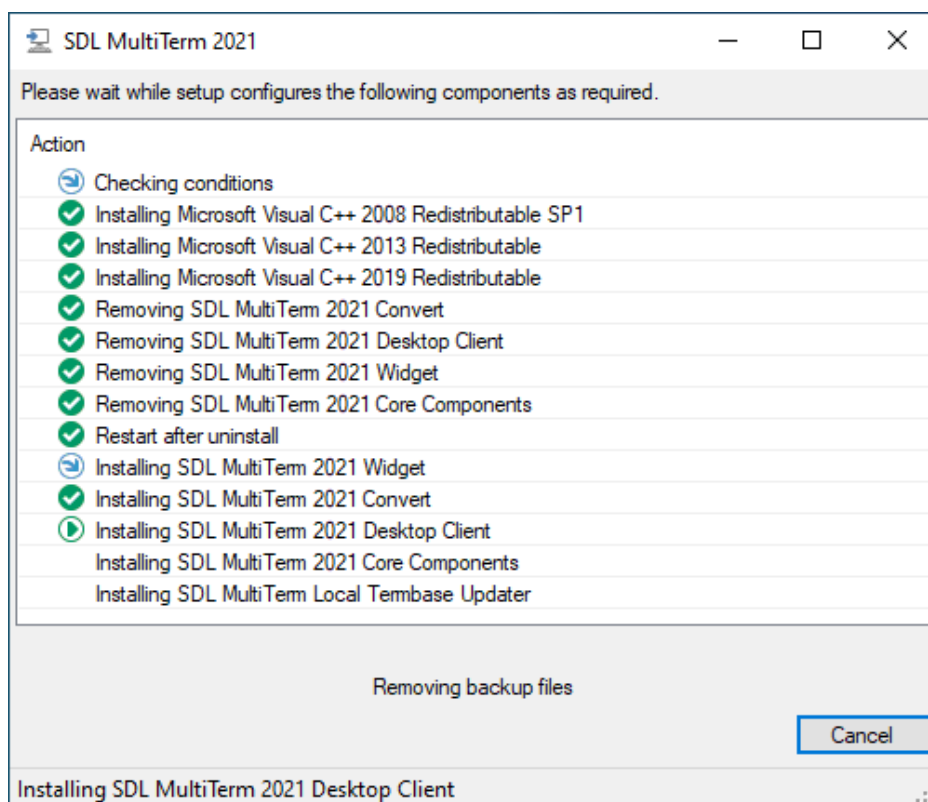 SDL MultiTerm 2021
Please wait while setup configures the following components as required.
Action
Checking conditions
Installing Microsoft Visual C++ 2008 Redistributable SP1
Installing Microsoft Visual C++ 2013 Redistributable
Installing Microsoft Visual C++ 2019 Redistributable
Removing SDL MultiTerm 2021 Convert
Removing SDL MultiTerm 2021 Desktop Client
Removing SDL MultiTerm 2021 Widget
Removing SDL MultiTerm 2021 Core Components
Restart after uninstall
Installing SDL MultiTerm 2021 Widget
Installing SDL MultiTerm 2021 Convert
Installing SDL MultiTerm 2021 Desktop Client
Installing SDL MultiTerm 2021 Core Components
Installing SDL MultiTerm Local Termbase Updater
Removing backup files
Cancel
Installing SDL MultiTerm 2021 Desktop Client